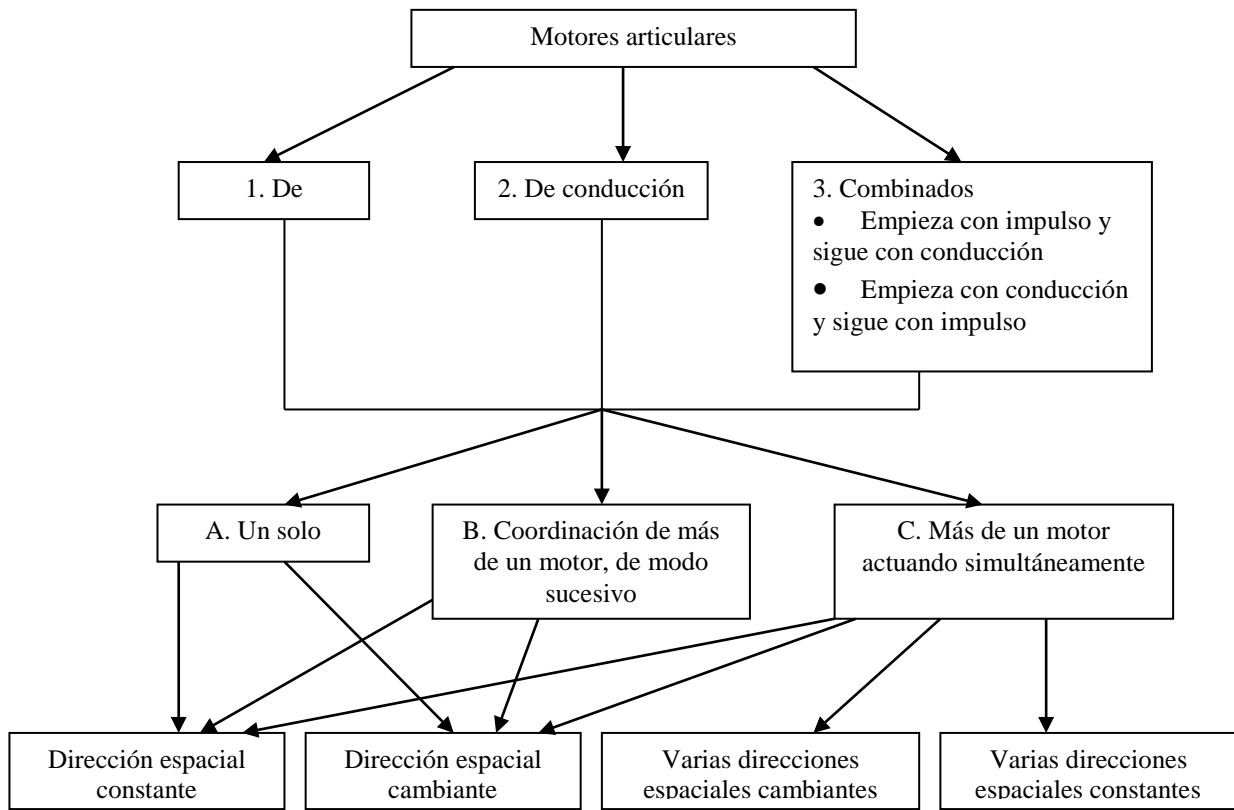 Motores articulares
1. De
2. De conducción
3. Combinados
• Empieza con impulso y
sigue con conducción
• Empieza con conducción
y sigue con impulso
A. Un solo
B. Coordinación de más
de un motor, de modo
sucesivo
C. Más de un motor
actuando simultáneamente
Dirección espacial
constante
Dirección espacial
cambiante
Varias direcciones
espaciales cambiantes
Varias direcciones
espaciales constantes